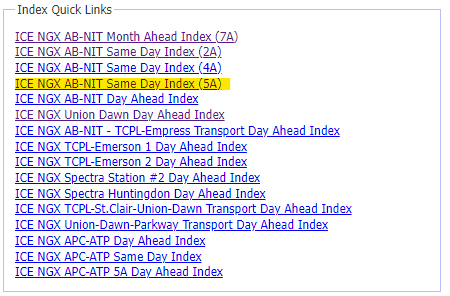 Index Quick Links
ICE NGX AB-NIT Month Ahead Index (7A)
ICE NGX AB-NIT Same Day Index (2A)
ICE NGX AB-NIT Same Day Index (4A)
ICE NGX AB-NIT Same Day Index (5A)
ICE NGX AB-NIT Day Ahead Index
ICE NGX Union Dawn Day Ahead Index
ICE NGX AB-NIT - TCPL-Empress Transport Day Ahead Index
ICE NGX TCPL-Emerson 1 Day Ahead Index
ICE NGX TCPL-Emerson 2 Day Ahead Index
ICE NGX Spectra Station #2 Day Ahead Index
ICE NGX Spectra Huntingdon Day Ahead Index
ICE NGX TCPL-St.Clair-Union-Dawn Transport Day Ahead Index
ICE NGX Union-Dawn-Parkway Transport Day Ahead Index
ICE NGX APC-ATP Day Ahead Index
ICE NGX APC-ATP Same Day Index
ICE NGX APC-ATP 5A Day Ahead Index